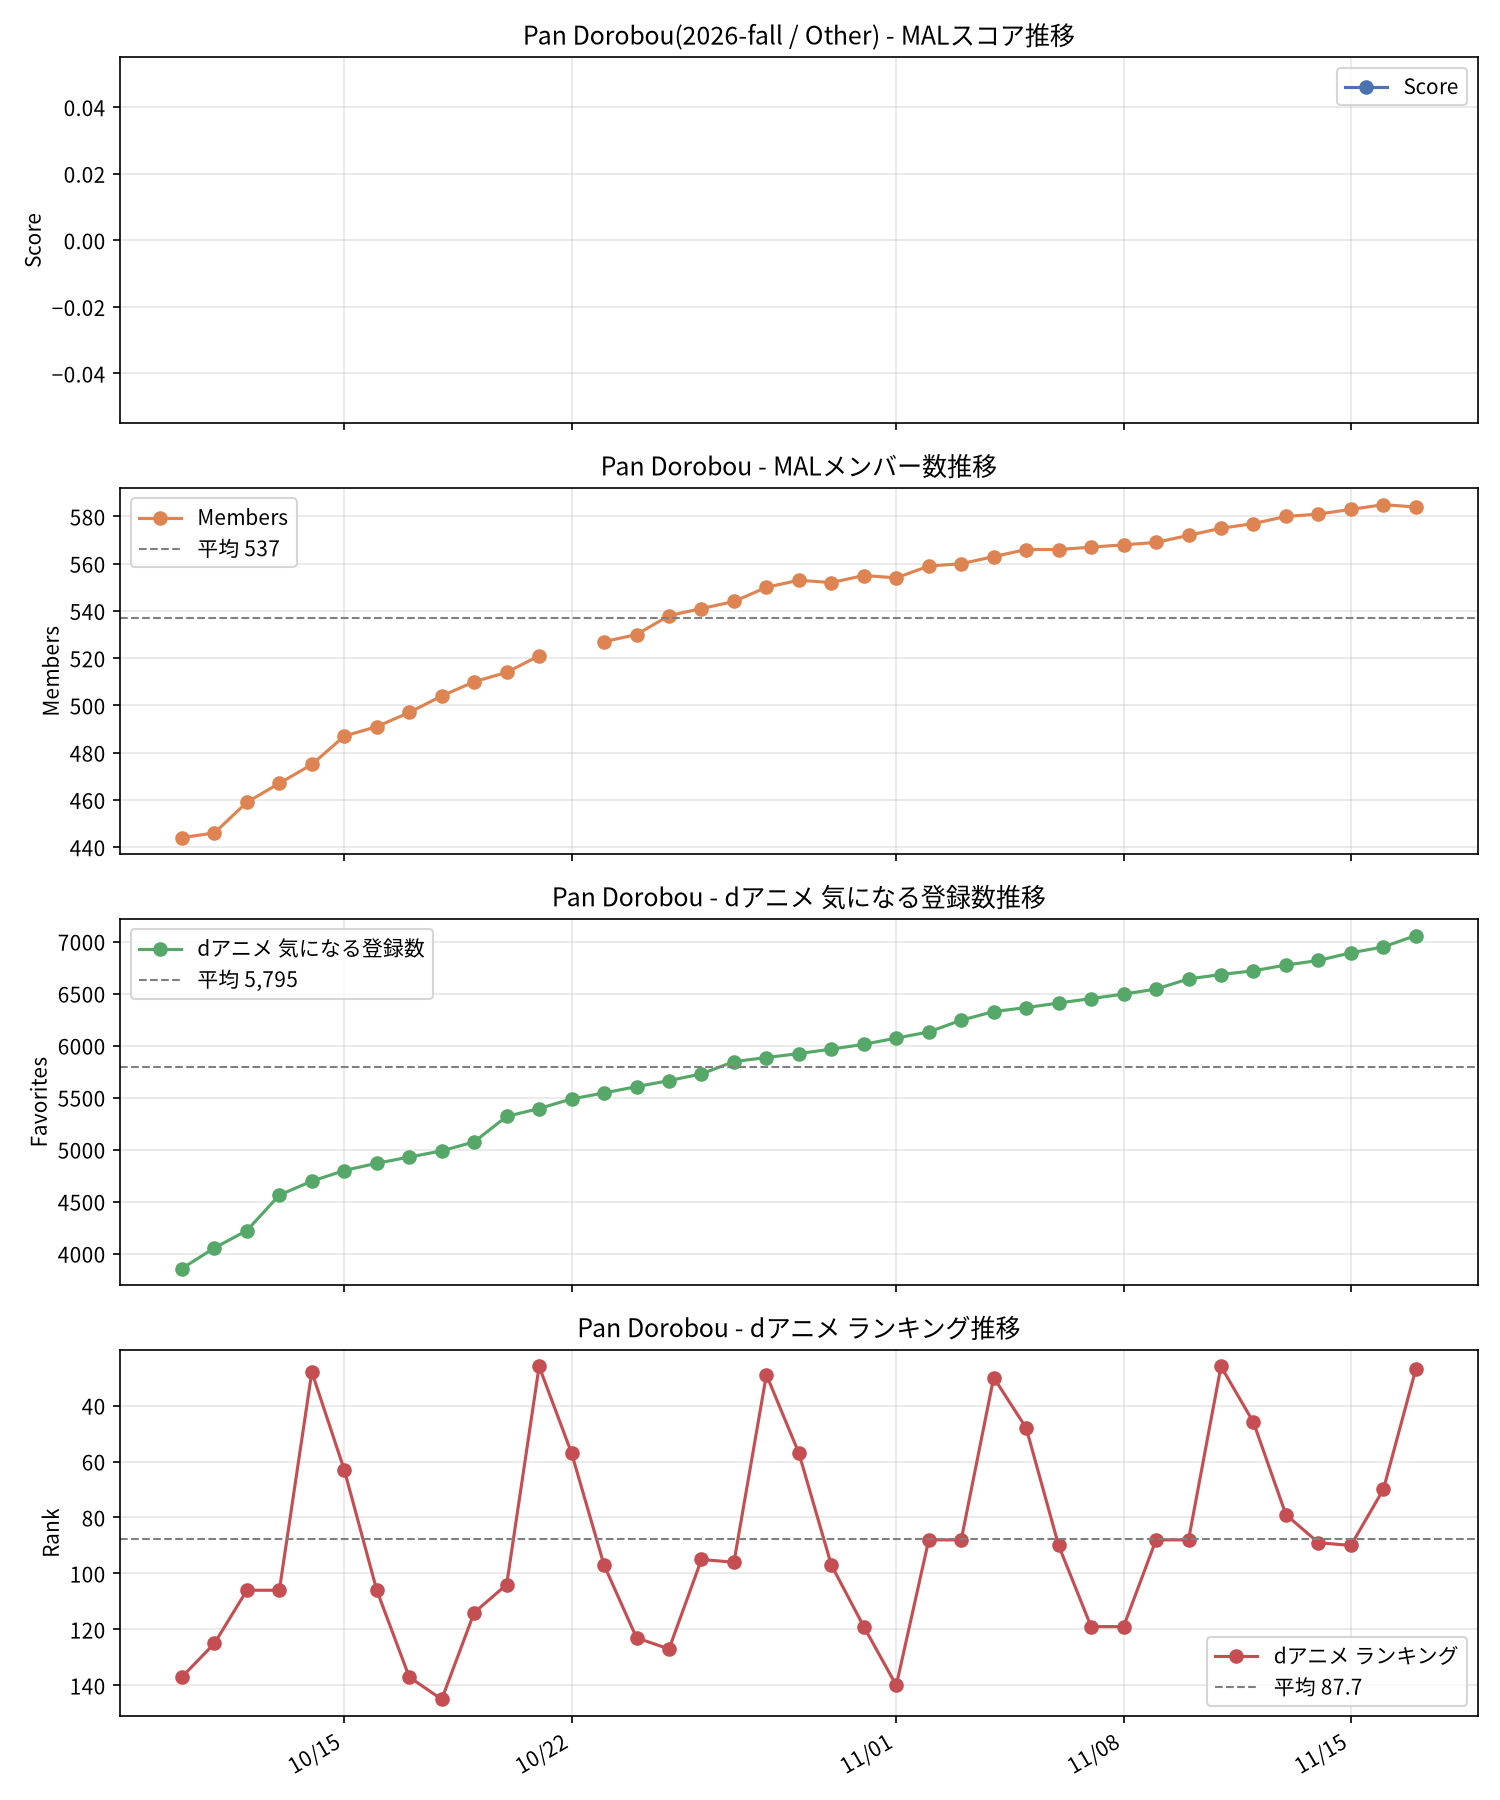 Pan Dorobou(2026-fall / Other) - MALスコア推移
Score
0.04
0.02
0.00
−0.02
−0.04
Score
Pan Dorobou - MALメンバー数推移
Members
平均 537
580
560
540
520
500
480
460
440
Members
Pan Dorobou - dアニメ 気になる登録数推移
dアニメ 気になる登録数
平均 5,795
7000
6500
6000
5500
5000
4500
4000
Favorites
Pan Dorobou - dアニメ ランキング推移
40
60
80
100
120
140
Rank
dアニメ ランキング
平均 87.7
10/15
10/22
11/01
11/08
11/15